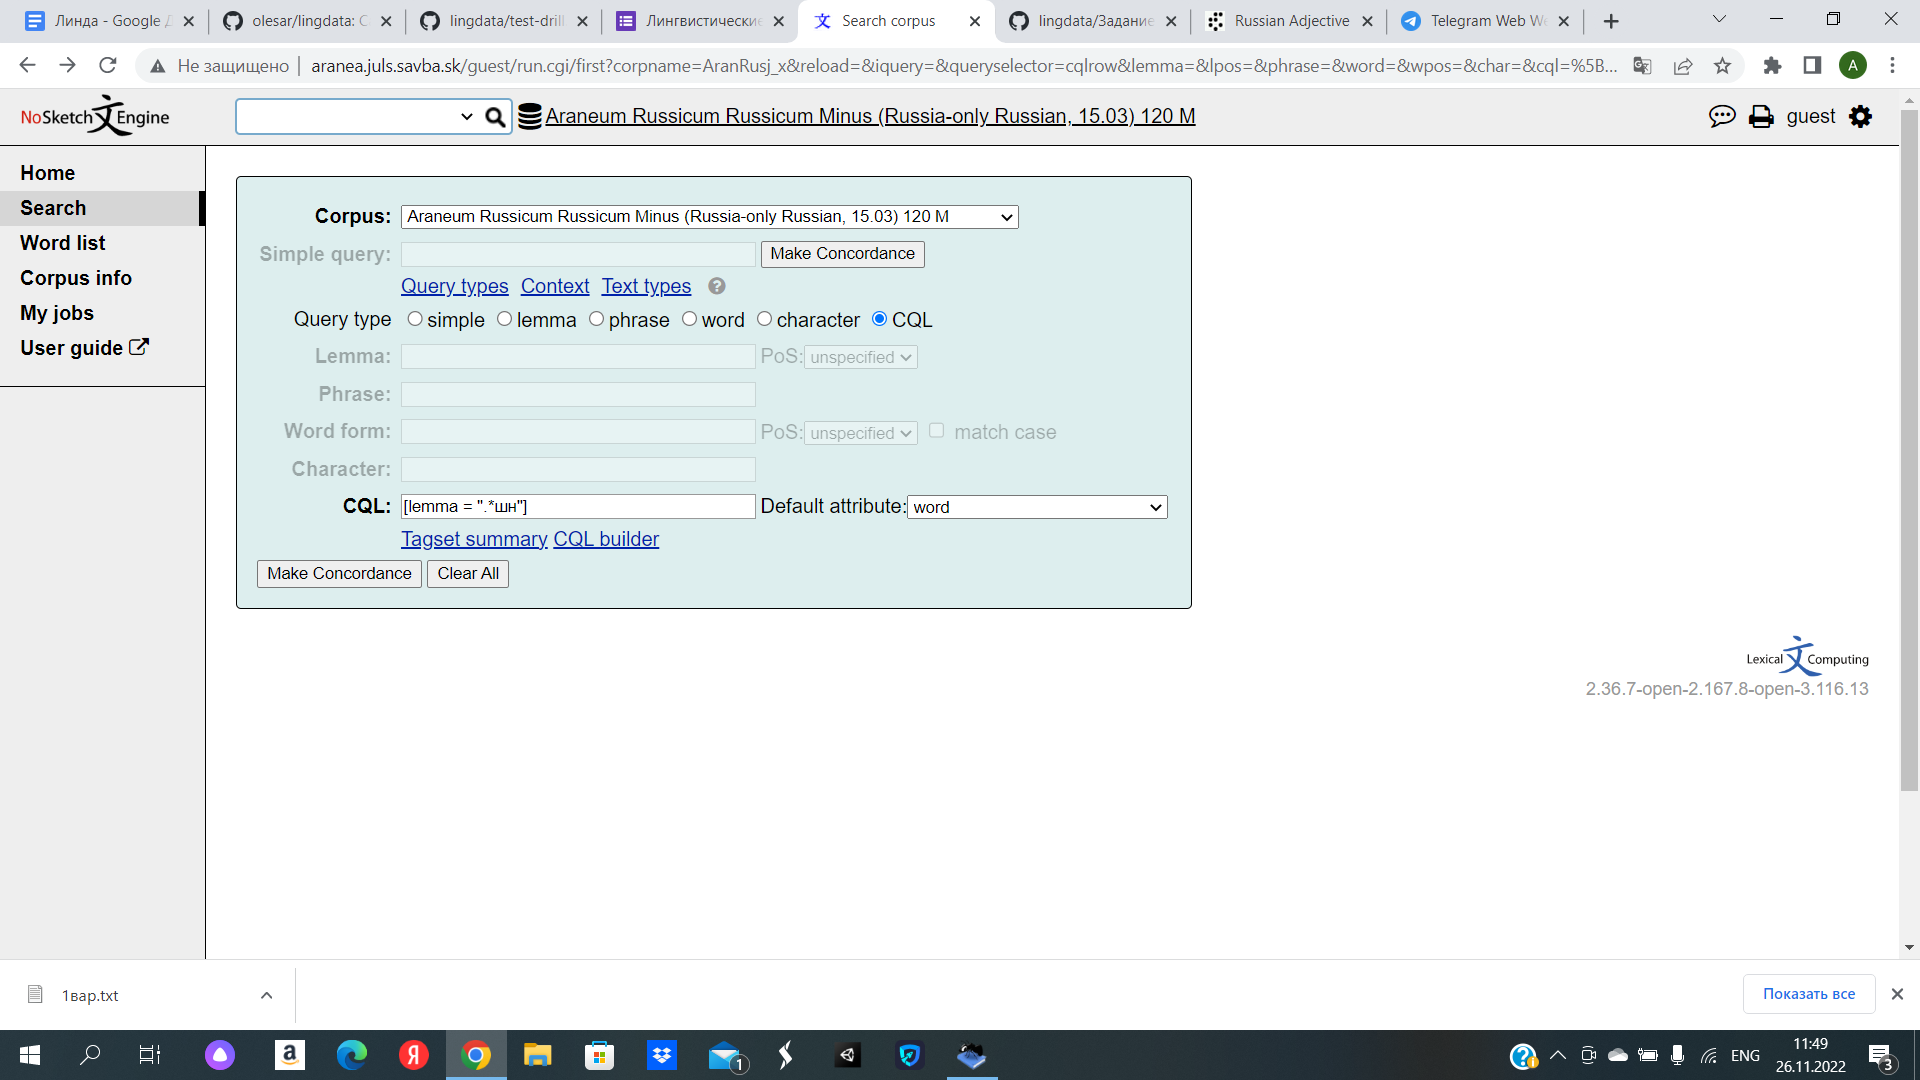 Линда - Google Д
olesar/lingdata: C
lingdata/test-drill
Лингвистические
Search corpus
lingdata/Задание
Russian Adjective
Telegram Web W
Не защищено
aranea.juls.savba.sk/guest/run.cgi/first?corpname=AranRusj_x&reload=&iquery=&queryselector=cqlrow&lemma=&lpos=&phrase=&word=&wpos=&char=&cql=%5B...
A
NoSketch Engine
Araneum Russicum Russicum Minus (Russia-only Russian, 15.03) 120 M
guest
Home
Search
Word list
Corpus info
My jobs
User guide
Corpus: Araneum Russicum Russicum Minus (Russia-only Russian, 15.03) 120 M
Simple query: Make Concordance
Query types Context Text types ?
Query type simple lemma phrase word character CQL
Lemma: PoS: unspecified
Phrase:
Word form: PoS: unspecified match case
Character:
CQL: [lemma = ".*шн"] Default attribute: word
Tagset summary CQL builder
Make Concordance Clear All
Lexical Computing
2.36.7-open-2.167.8-open-3.116.13
1вар.txt
Показать все
ENG
11:49
26.11.2022
1
3